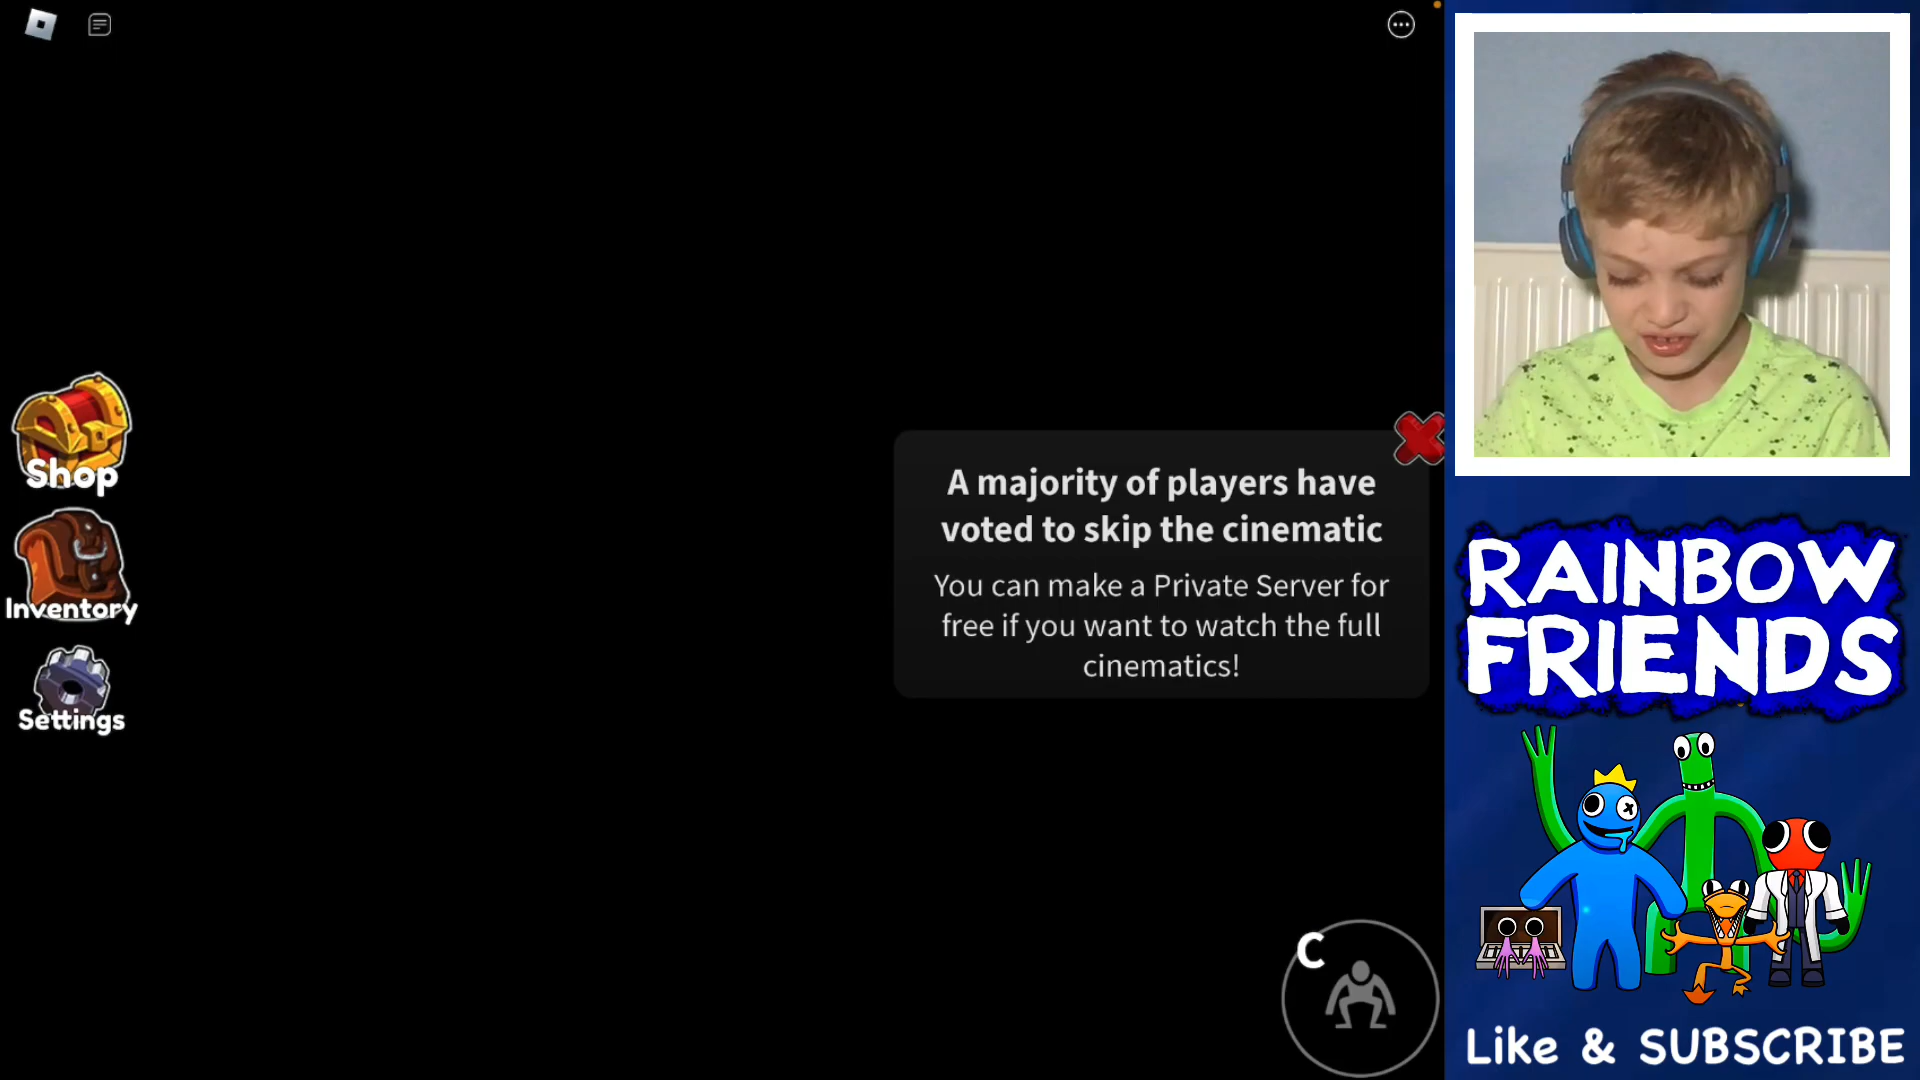 Shop
Inventory
Settings
A majority of players have
voted to skip the cinematic
You can make a Private Server for
free if you want to watch the full
cinematics!
C
RAINBOW
FRIENDS
Like & SUBSCRIBE